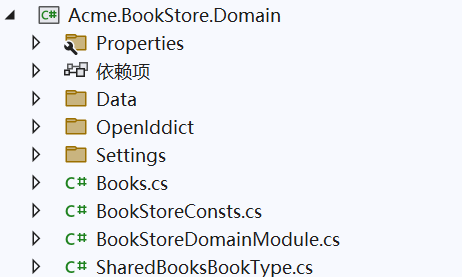 C# Acme.BookStore.Domain
Properties
依赖项
Data
OpenIddict
Settings
C# Books.cs
C# BookStoreConsts.cs
C# BookStoreDomainModule.cs
C# SharedBooksBookType.cs